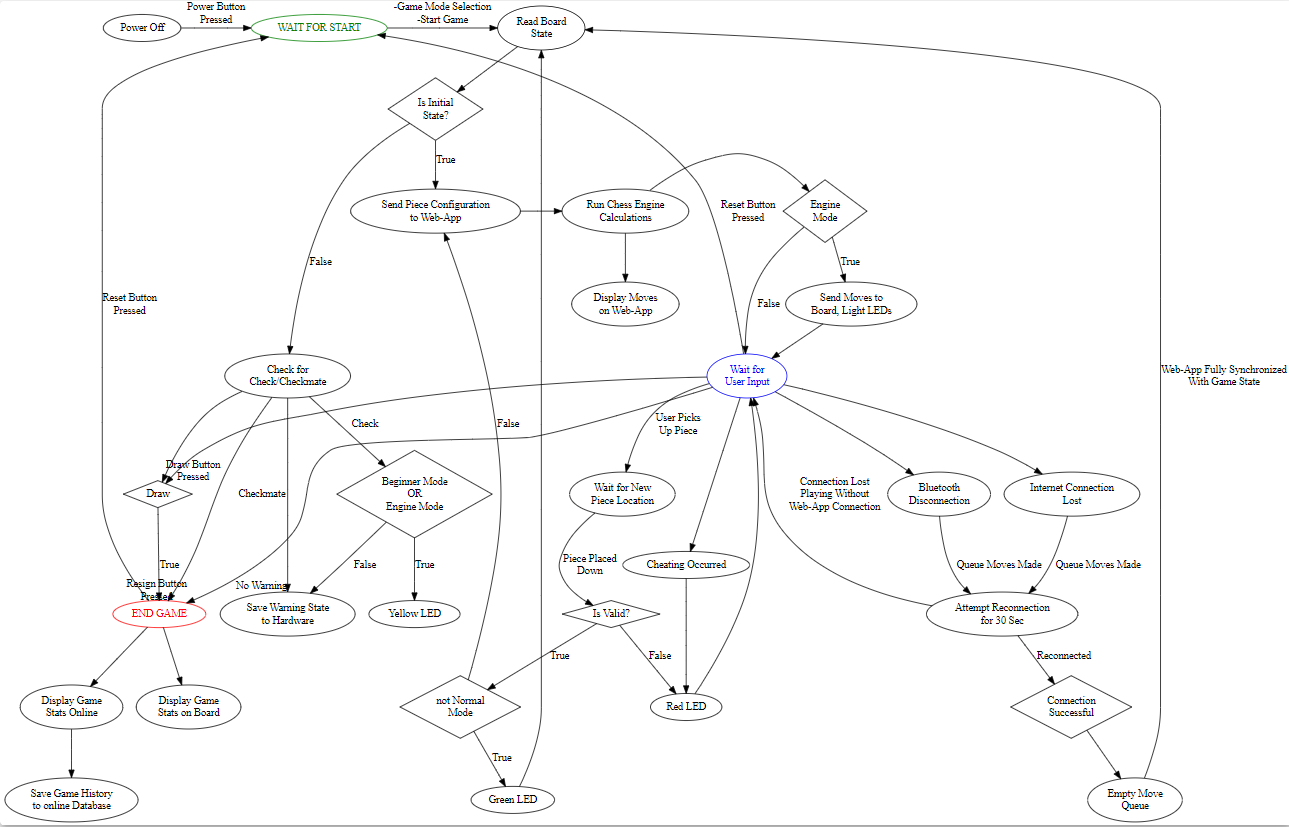 Power Button
Pressed
-Game Mode Selection
-Start Game
Power Off
WAIT FOR START
Read Board
State
Is Initial
State?
True
Send Piece Configuration
to Web-App
Run Chess Engine
Calculations
Reset Button
Pressed
Engine
Mode
False
True
Reset Button
Pressed
Display Moves
on Web-App
False
Send Moves to
Board, Light LEDs
Check for
Check/Checkmate
Wait for
User Input
Web-App Fully Synchronized
With Game State
Check
False
User Picks
Up Piece
Draw Button
Pressed
Draw
Checkmate
Beginner Mode
OR
Engine Mode
Wait for New
Piece Location
Connection Lost
Playing Without
Web-App Connection
Bluetooth
Disconnection
Internet Connection
Lost
True
False
True
Piece Placed
Down
Cheating Occurred
Queue Moves Made
Queue Moves Made
Resign Button
Pressed
No Warning
END GAME
Save Warning State
to Hardware
Yellow LED
Is Valid?
Attempt Reconnection
for 30 Sec
True
False
Reconnected
Display Game
Stats Online
Display Game
Stats on Board
not Normal
Mode
Red LED
Connection
Successful
True
Save Game History
to online Database
Green LED
Empty Move
Queue